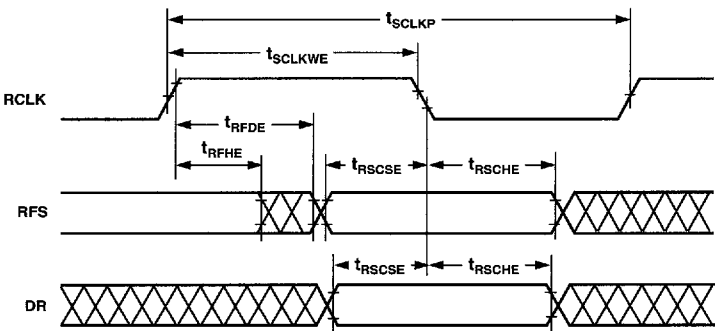 tSCLKP
tSCLKWE
RCLK
tRFDE
tRFHE
tRSCSE
tRSCHE
RFS
tRSCSE
tRSCHE
DR